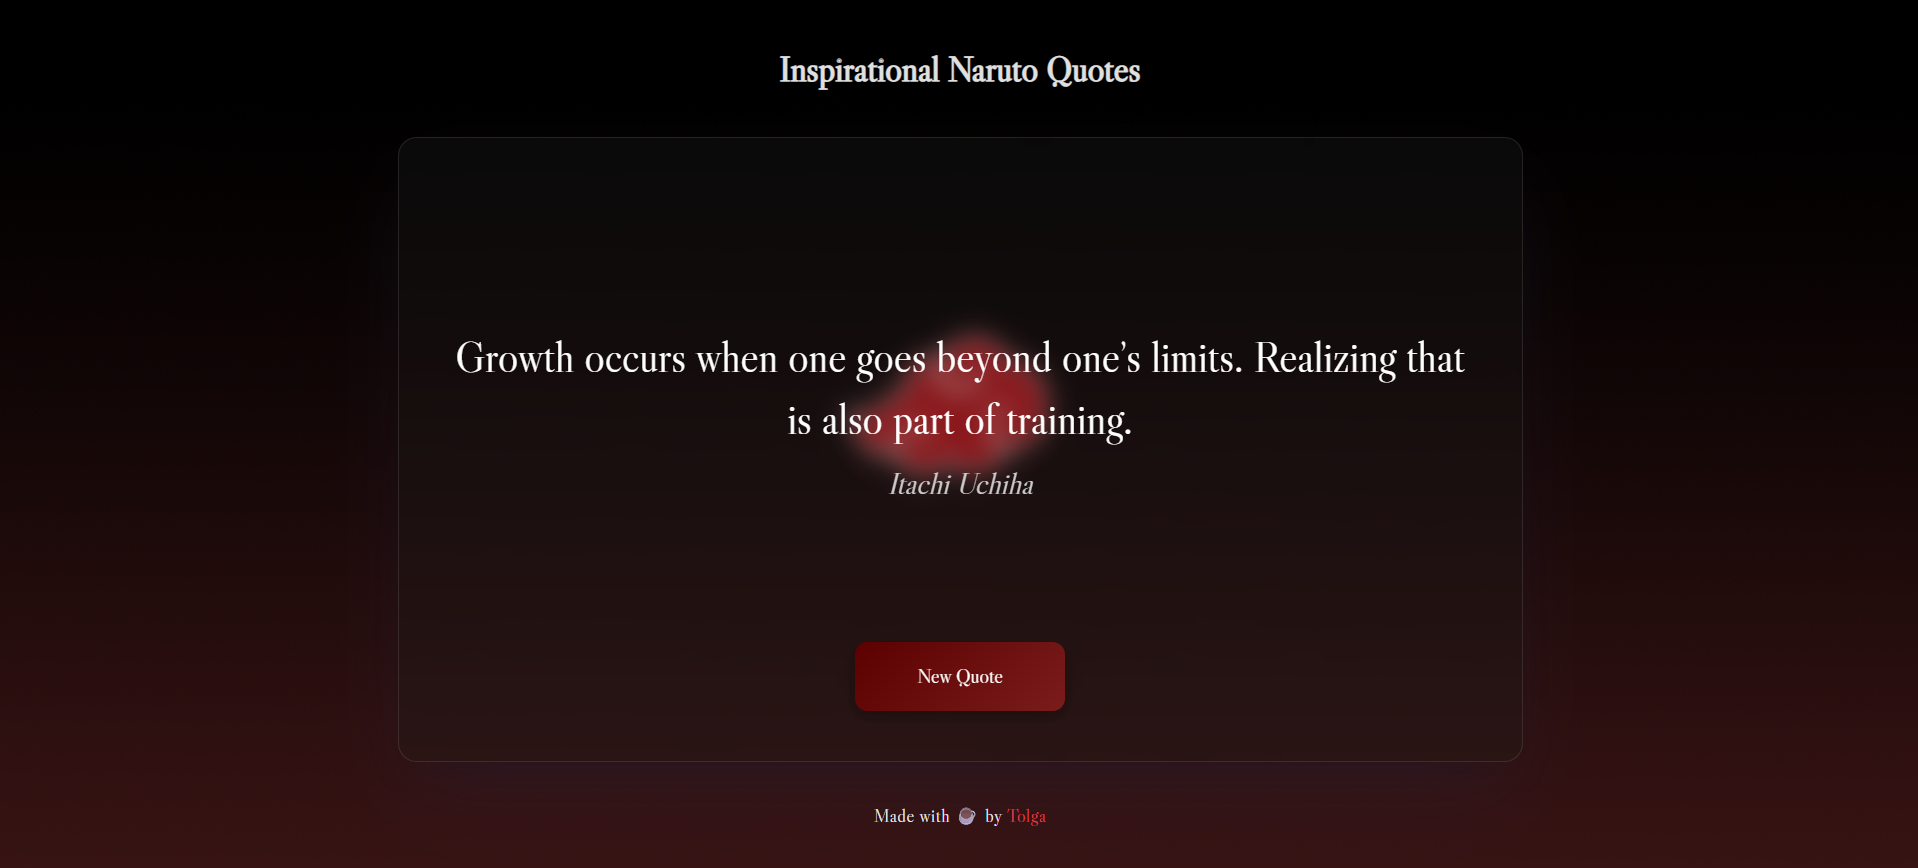 Inspirational Naruto Quotes
Growth occurs when one goes beyond one’s limits. Realizing that
is also part of training.
Itachi Uchiha
New Quote
Made with ☕ by Tolga